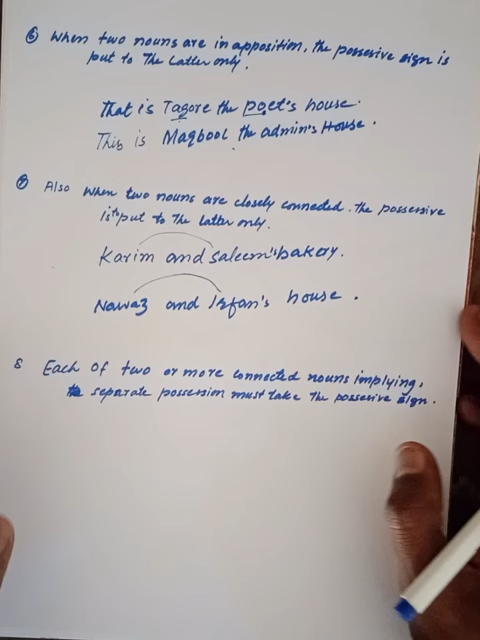 6 When two nouns are in apposition, the possessive sign is
put to The Latter only.
That is Tagore the poet's house.
This is Maqbool the admin's House.
7 Also When two nouns are closely connected. The possessive
is put to The latter only.
Karim and Saleem's bakery.
Nawaz and Irfan's house.
8 Each of two or more connected nouns implying,
separate possession must take The possessive sign.